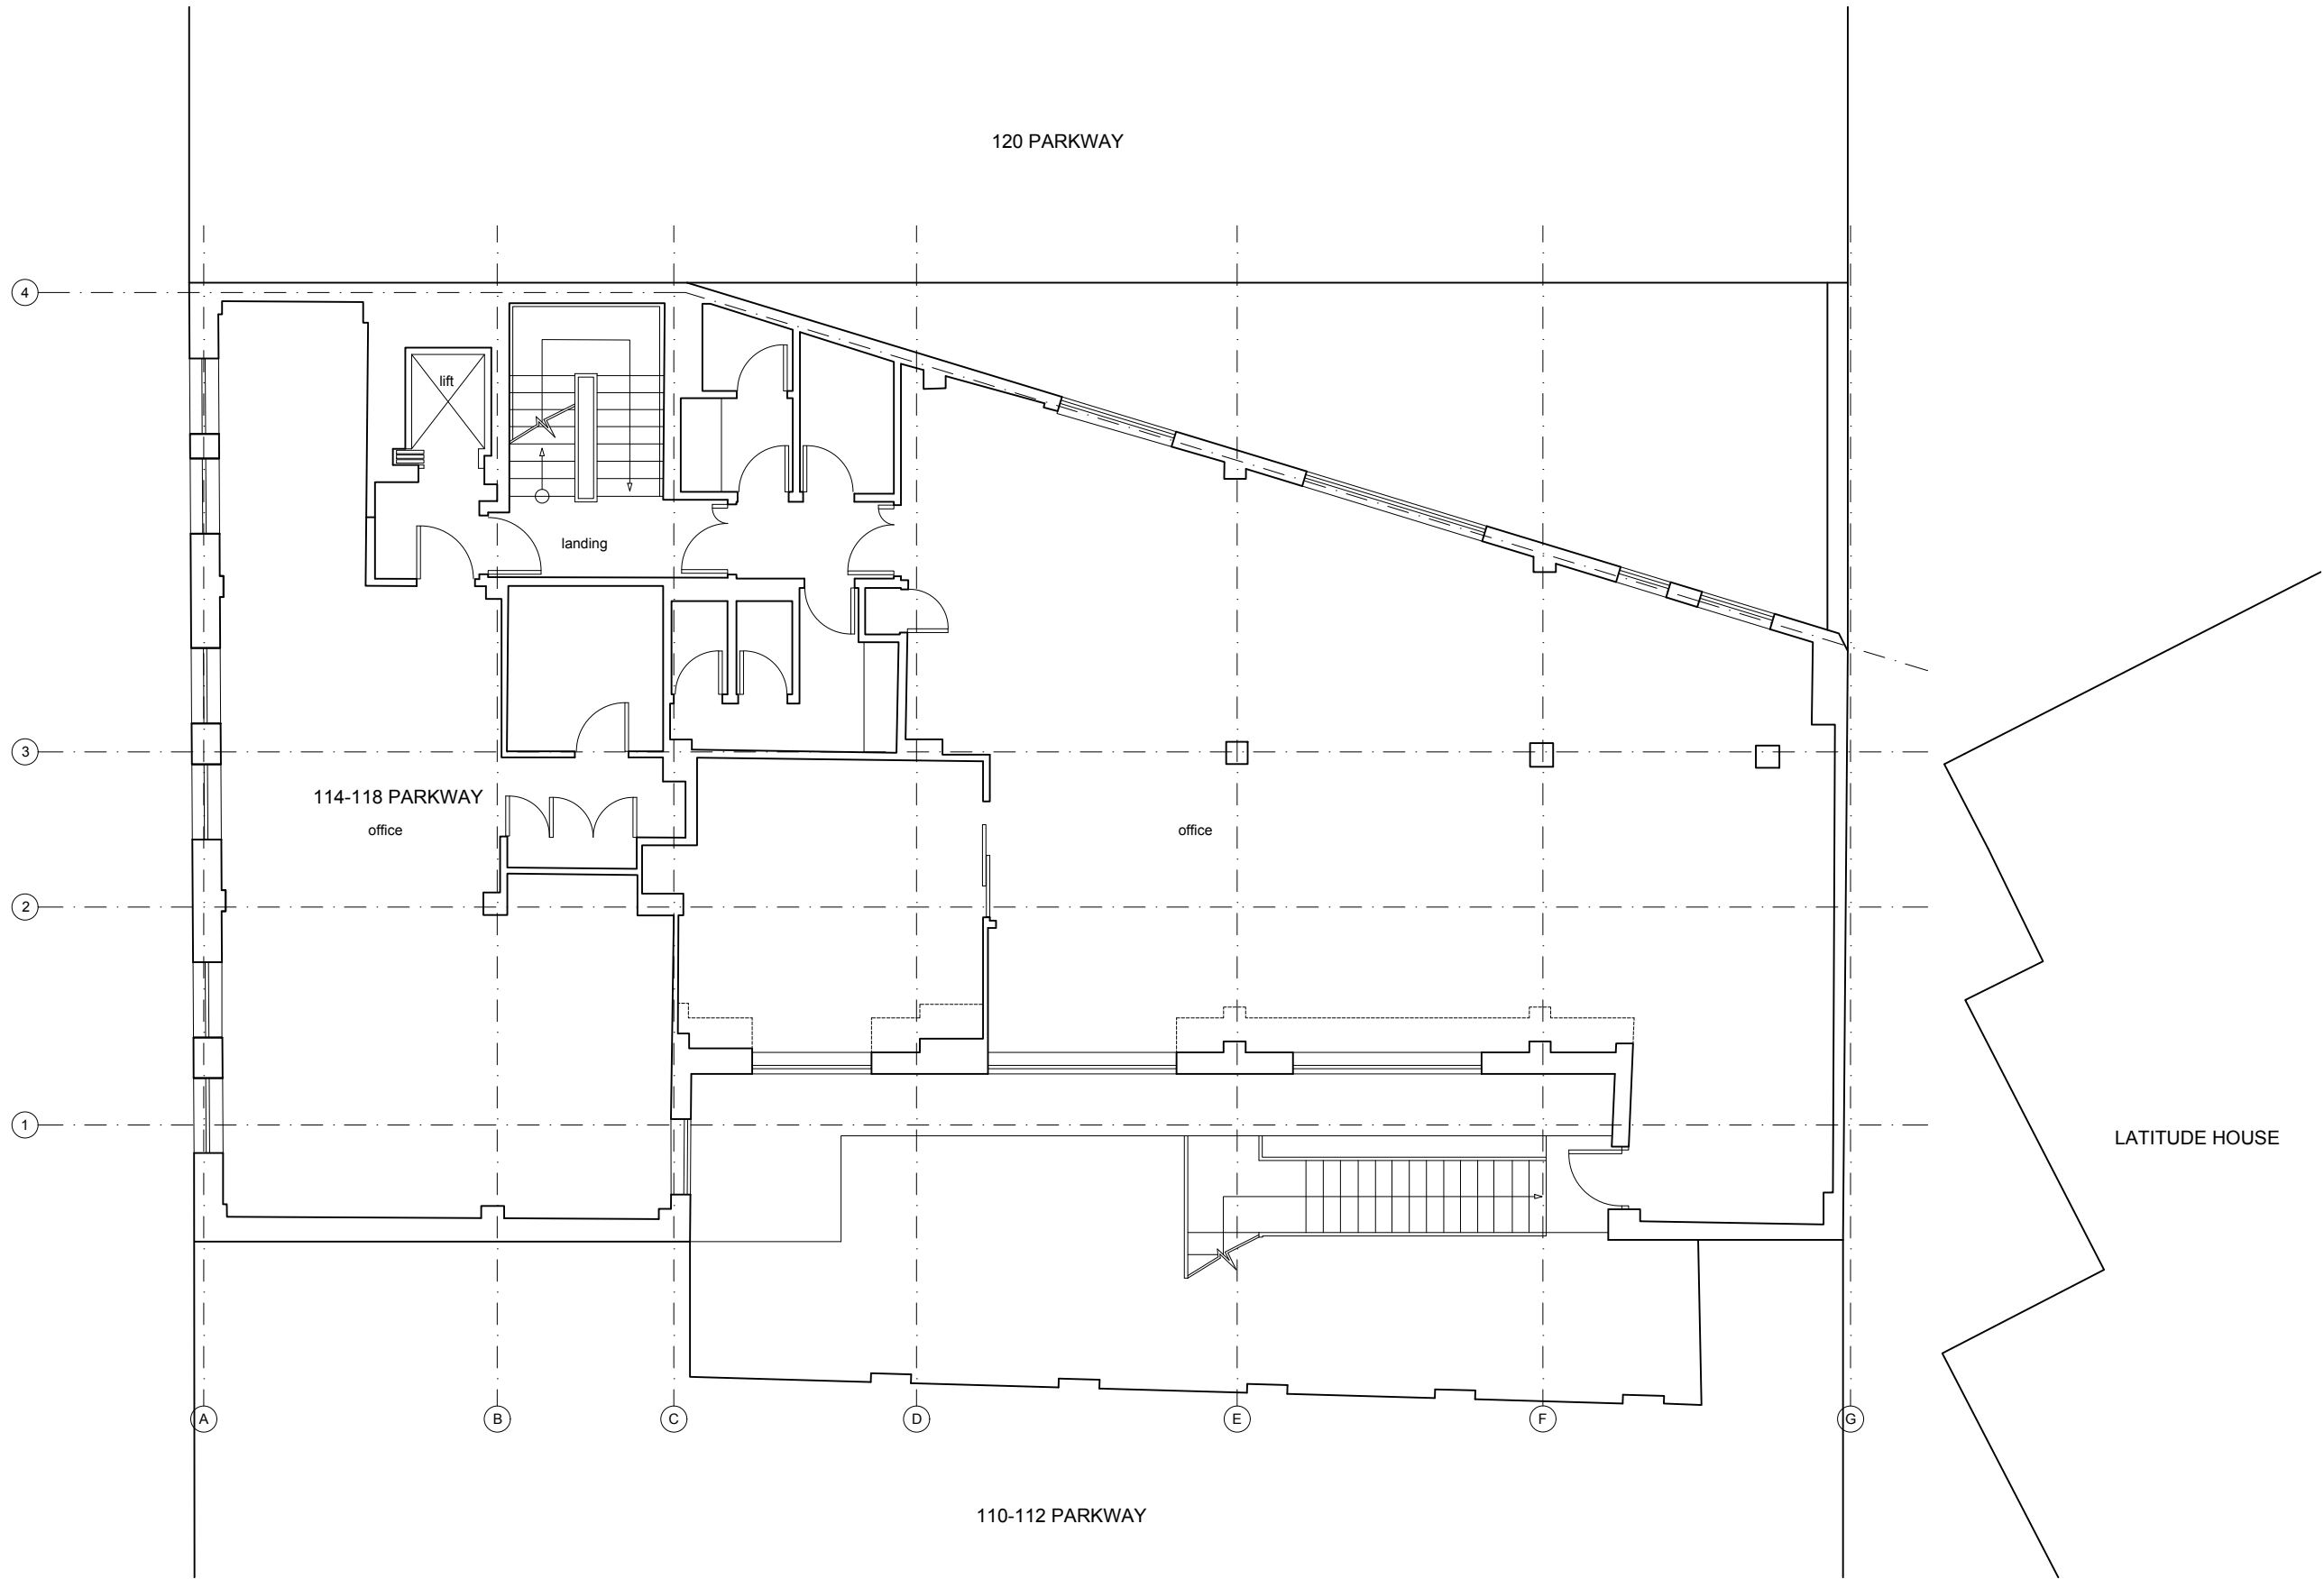 120 PARKWAY
4
lift
landing
3
114-118 PARKWAY
office
office
2
1
LATITUDE HOUSE
A
B
C
D
E
F
G
110-112 PARKWAY